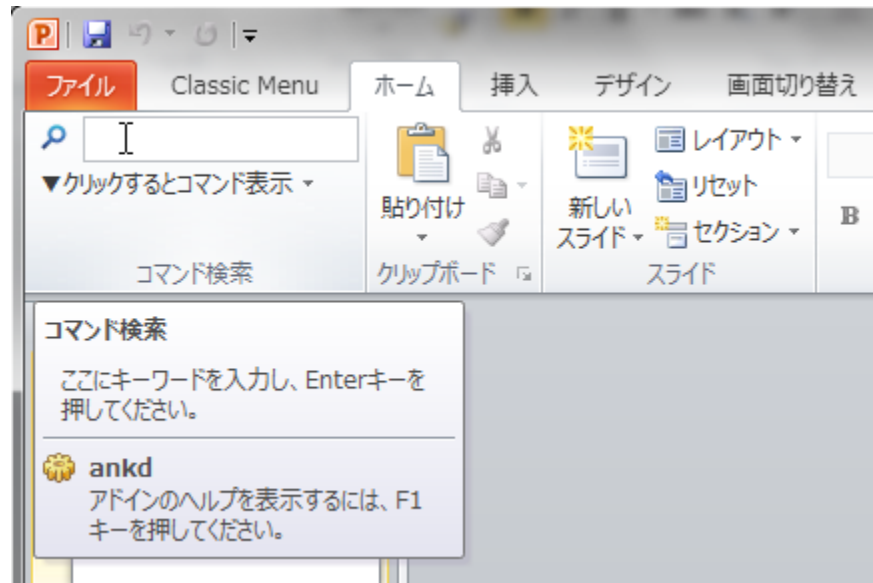 P
ファイル Classic Menu ホーム 挿入 デザイン 画面切り替え
▼クリックするとコマンド表示
コマンド検索
貼り付け
クリップボード
新しい
スライド
レイアウト
リセット
セクション
スライド
B
コマンド検索
ここにキーワードを入力し、Enterキーを
押してください。
ankd
アドインのヘルプを表示するには、F1
キーを押してください。